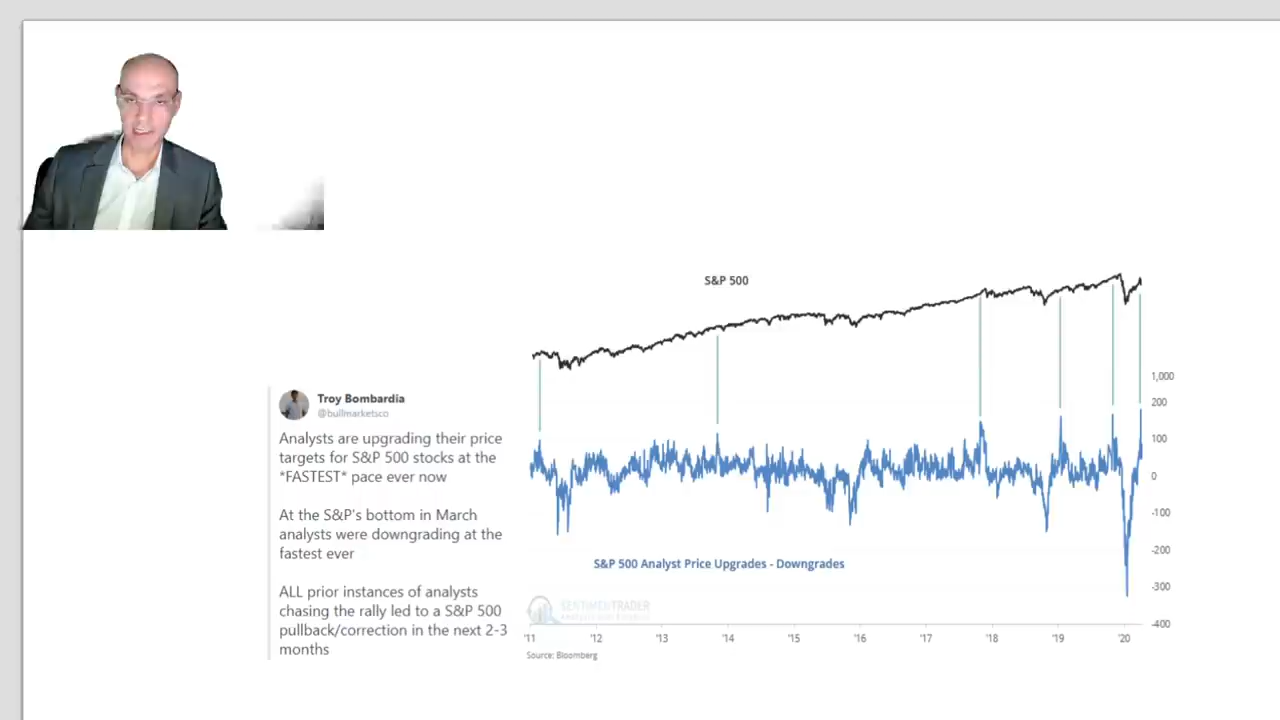 S&P 500
1,000
200
100
0
-100
-200
-300
-400
Troy Bombardia
@bullmarketsco
Analysts are upgrading their price
targets for S&P 500 stocks at the
*FASTEST* pace ever now
At the S&P's bottom in March
analysts were downgrading at the
fastest ever
ALL prior instances of analysts
chasing the rally led to a S&P 500
pullback/correction in the next 2-3
months
S&P 500 Analyst Price Upgrades - Downgrades
SENTIMENTRADER
'11 '12 '13 '14 '15 '16 '17 '18 '19 '20
Source: Bloomberg